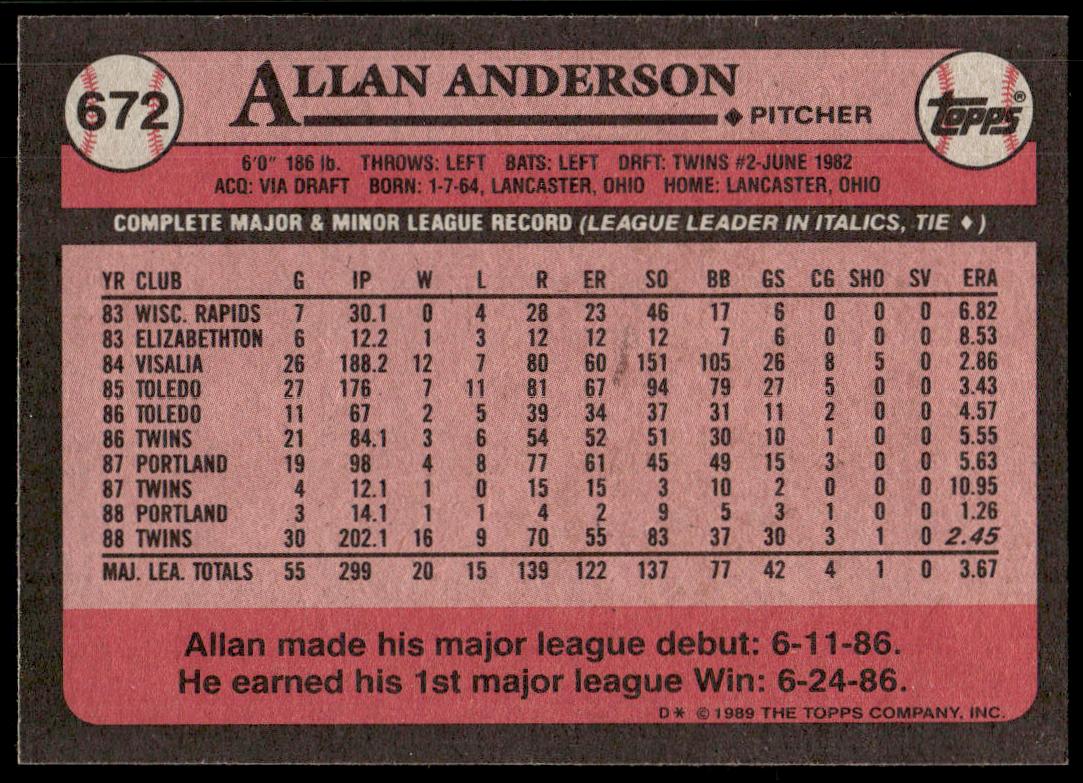 672
ALLAN ANDERSON
◆ PITCHER
topps®
6'0" 186 lb. THROWS: LEFT BATS: LEFT DRFT: TWINS #2-JUNE 1982
ACQ: VIA DRAFT BORN: 1-7-64, LANCASTER, OHIO HOME: LANCASTER, OHIO
COMPLETE MAJOR & MINOR LEAGUE RECORD (LEAGUE LEADER IN ITALICS, TIE ♦)
YR CLUB G IP W L R ER SO BB GS CG SHO SV ERA
83 WISC. RAPIDS 7 30.1 0 4 28 23 46 17 6 0 0 0 6.82
83 ELIZABETHTON 6 12.2 1 3 12 12 12 7 6 0 0 0 8.53
84 VISALIA 26 188.2 12 7 80 60 151 105 26 8 5 0 2.86
85 TOLEDO 27 176 7 11 81 67 94 79 27 5 0 0 3.43
86 TOLEDO 11 67 2 5 39 34 37 31 11 2 0 0 4.57
86 TWINS 21 84.1 3 6 54 52 51 30 10 1 0 0 5.55
87 PORTLAND 19 98 4 8 77 61 45 49 15 3 0 0 5.63
87 TWINS 4 12.1 1 0 15 15 3 10 2 0 0 0 10.95
88 PORTLAND 3 14.1 1 1 4 2 9 5 3 1 0 0 1.26
88 TWINS 30 202.1 16 9 70 55 83 37 30 3 1 0 2.45
MAJ. LEA. TOTALS 55 299 20 15 139 122 137 77 42 4 1 0 3.67
Allan made his major league debut: 6-11-86.
He earned his 1st major league Win: 6-24-86.
D* © 1989 THE TOPPS COMPANY, INC.